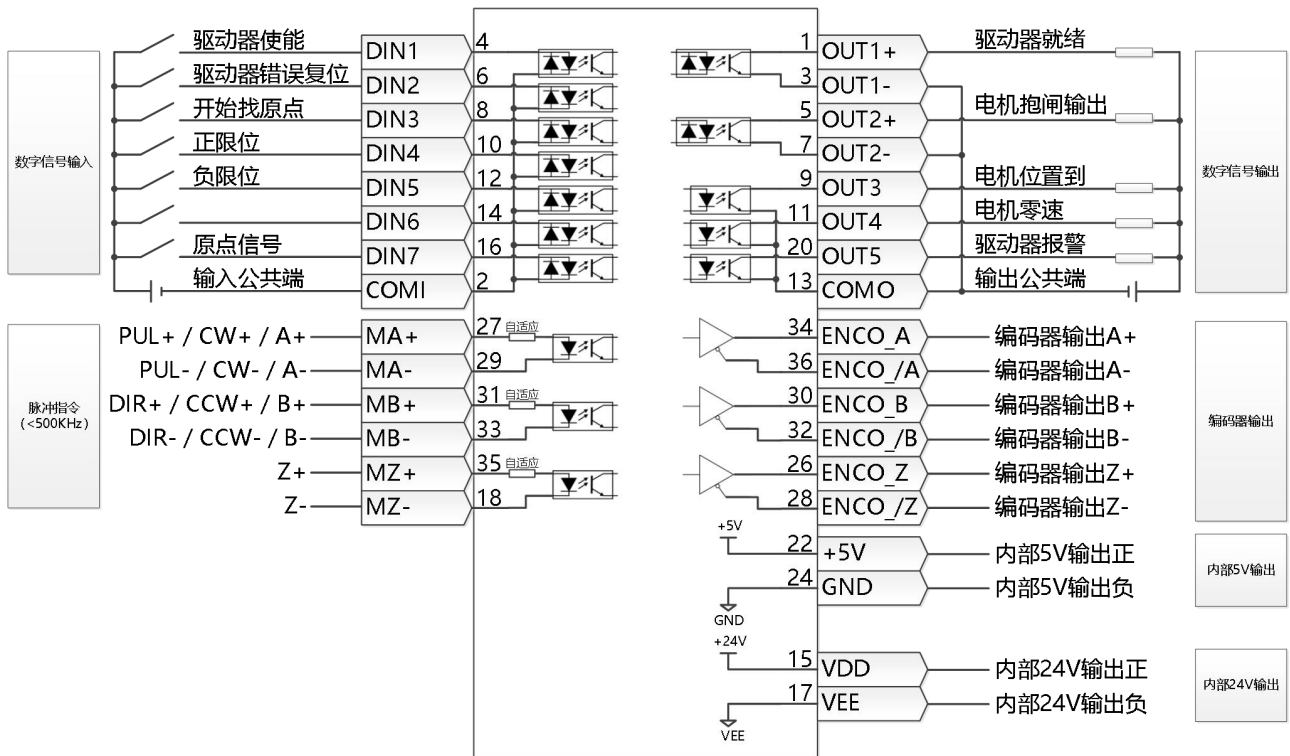 数字信号输入
驱动器使能
DIN1
4
驱动器错误复位
DIN2
6
开始找原点
DIN3
8
正限位
DIN4
10
负限位
DIN5
12
DIN6
14
原点信号
DIN7
16
输入公共端
COMI
2
1
OUT1+
驱动器就绪
3
OUT1-
5
OUT2+
电机抱闸输出
7
OUT2-
9
OUT3
电机位置到
11
OUT4
电机零速
20
OUT5
驱动器报警
13
COMO
输出公共端
数字信号输出
脉冲指令
(<500KHz)
PUL+ / CW+ / A+
MA+
27
自适应
PUL- / CW- / A-
MA-
29
DIR+ / CCW+ / B+
MB+
31
自适应
DIR- / CCW- / B-
MB-
33
Z+
MZ+
35
自适应
Z-
MZ-
18
34
ENCO_A
编码器输出A+
36
ENCO_/A
编码器输出A-
30
ENCO_B
编码器输出B+
32
ENCO_/B
编码器输出B-
26
ENCO_Z
编码器输出Z+
28
ENCO_/Z
编码器输出Z-
编码器输出
+5V
22
+5V
内部5V输出正
24
GND
内部5V输出负
GND
内部5V输出
+24V
15
VDD
内部24V输出正
17
VEE
内部24V输出负
VEE
内部24V输出